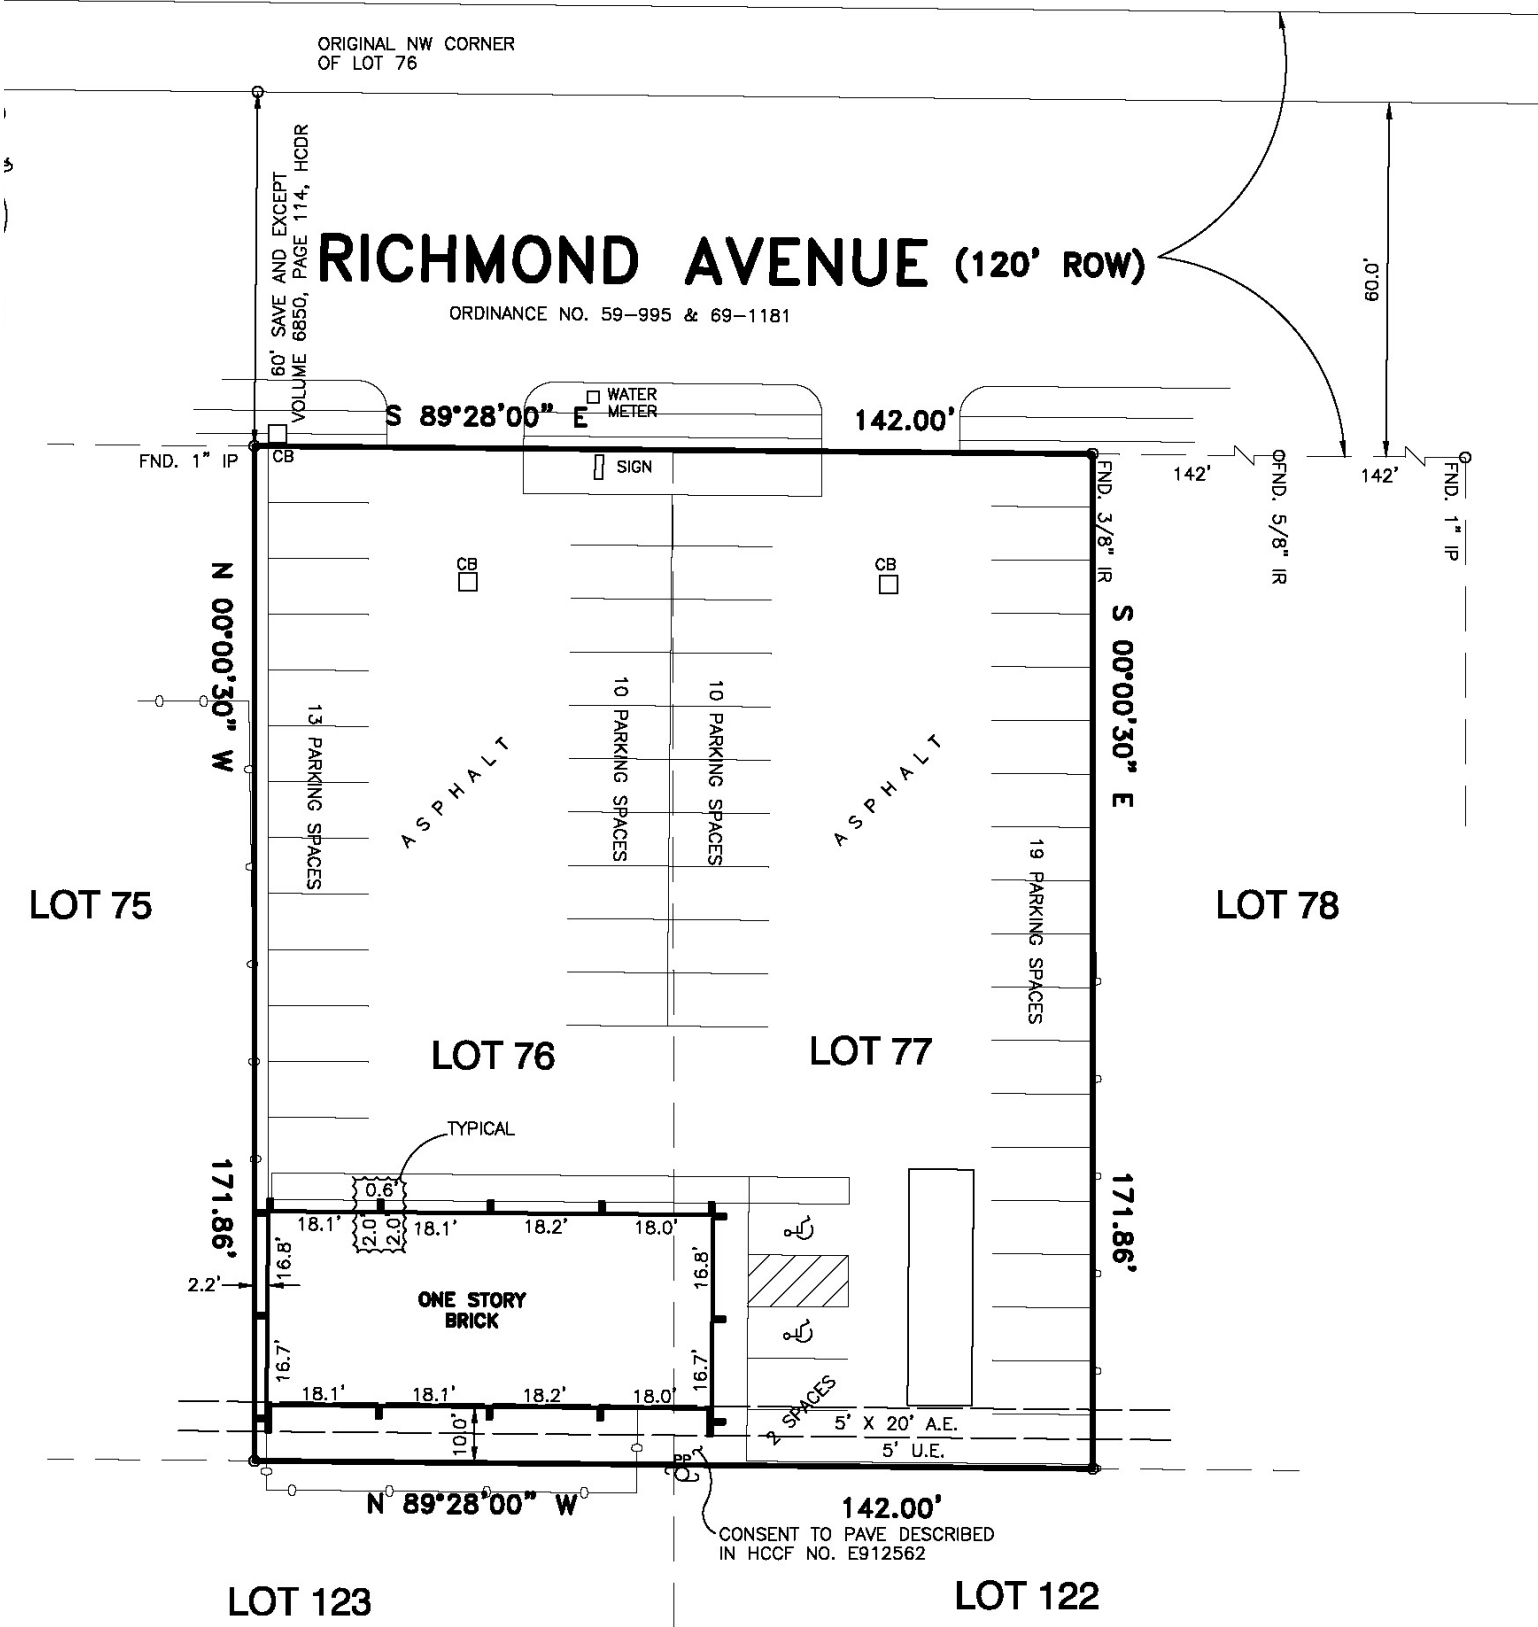 ORIGINAL NW CORNER
OF LOT 76
60' SAVE AND EXCEPT
VOLUME 6850, PAGE 114, HCDR
RICHMOND AVENUE (120' ROW)
ORDINANCE NO. 59-995 & 69-1181
60.0'
WATER
METER
S 89°28'00" E
142.00'
FND. 1" IP
CB
SIGN
FND. 3/8" IR
142'
FND. 5/8" IR
142'
FND. 1" IP
CB
CB
N 00°00'30" W
S 00°00'30" E
13 PARKING SPACES
10 PARKING SPACES
10 PARKING SPACES
19 PARKING SPACES
ASPHALT
ASPHALT
LOT 75
LOT 78
LOT 76
LOT 77
TYPICAL
171.86'
171.86'
0.6'
2.0'
2.0'
18.1'
18.1'
18.2'
18.0'
16.8'
16.8'
2.2'
ONE STORY
BRICK
16.7'
16.7'
18.1'
18.1'
18.2'
18.0'
10.0'
2 SPACES
5' X 20' A.E.
5' U.E.
PP
N 89°28'00" W
142.00'
CONSENT TO PAVE DESCRIBED
IN HCCF NO. E912562
LOT 123
LOT 122